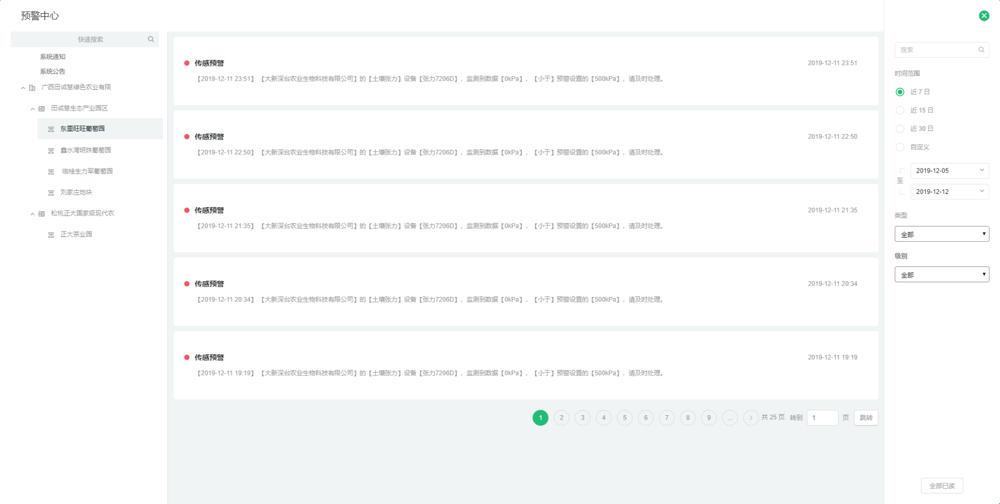 预警中心
快速搜索
系统通知
系统公告
广西田诚慧绿色农业有限
田诚慧生态产业园区
东里旺旺葡萄园
鑫水湾明珠葡萄园
临桂生力军葡萄园
刘家庄地块
松桃正大国家级现代农
正大茶业园
传感预警
2019-12-11 23:51
【2019-12-11 23:51】【大新深台农业生物科技有限公司】的【土壤张力】设备【张力7206D】，监测到数据【0kPa】，【小于】预警设置的【500kPa】，请及时处理。
传感预警
2019-12-11 22:50
【2019-12-11 22:50】【大新深台农业生物科技有限公司】的【土壤张力】设备【张力7206D】，监测到数据【0kPa】，【小于】预警设置的【500kPa】，请及时处理。
传感预警
2019-12-11 21:35
【2019-12-11 21:35】【大新深台农业生物科技有限公司】的【土壤张力】设备【张力7206D】，监测到数据【0kPa】，【小于】预警设置的【500kPa】，请及时处理。
传感预警
2019-12-11 20:34
【2019-12-11 20:34】【大新深台农业生物科技有限公司】的【土壤张力】设备【张力7206D】，监测到数据【0kPa】，【小于】预警设置的【500kPa】，请及时处理。
传感预警
2019-12-11 19:19
【2019-12-11 19:19】【大新深台农业生物科技有限公司】的【土壤张力】设备【张力7206D】，监测到数据【0kPa】，【小于】预警设置的【500kPa】，请及时处理。
1 2 3 4 5 6 7 8 9 ... > 共 25 页 转到 1 页 跳转
搜索
时间范围
近 7 日
近 15 日
近 30 日
自定义
2019-12-05
至
2019-12-12
类型
全部
级别
全部
全部已读